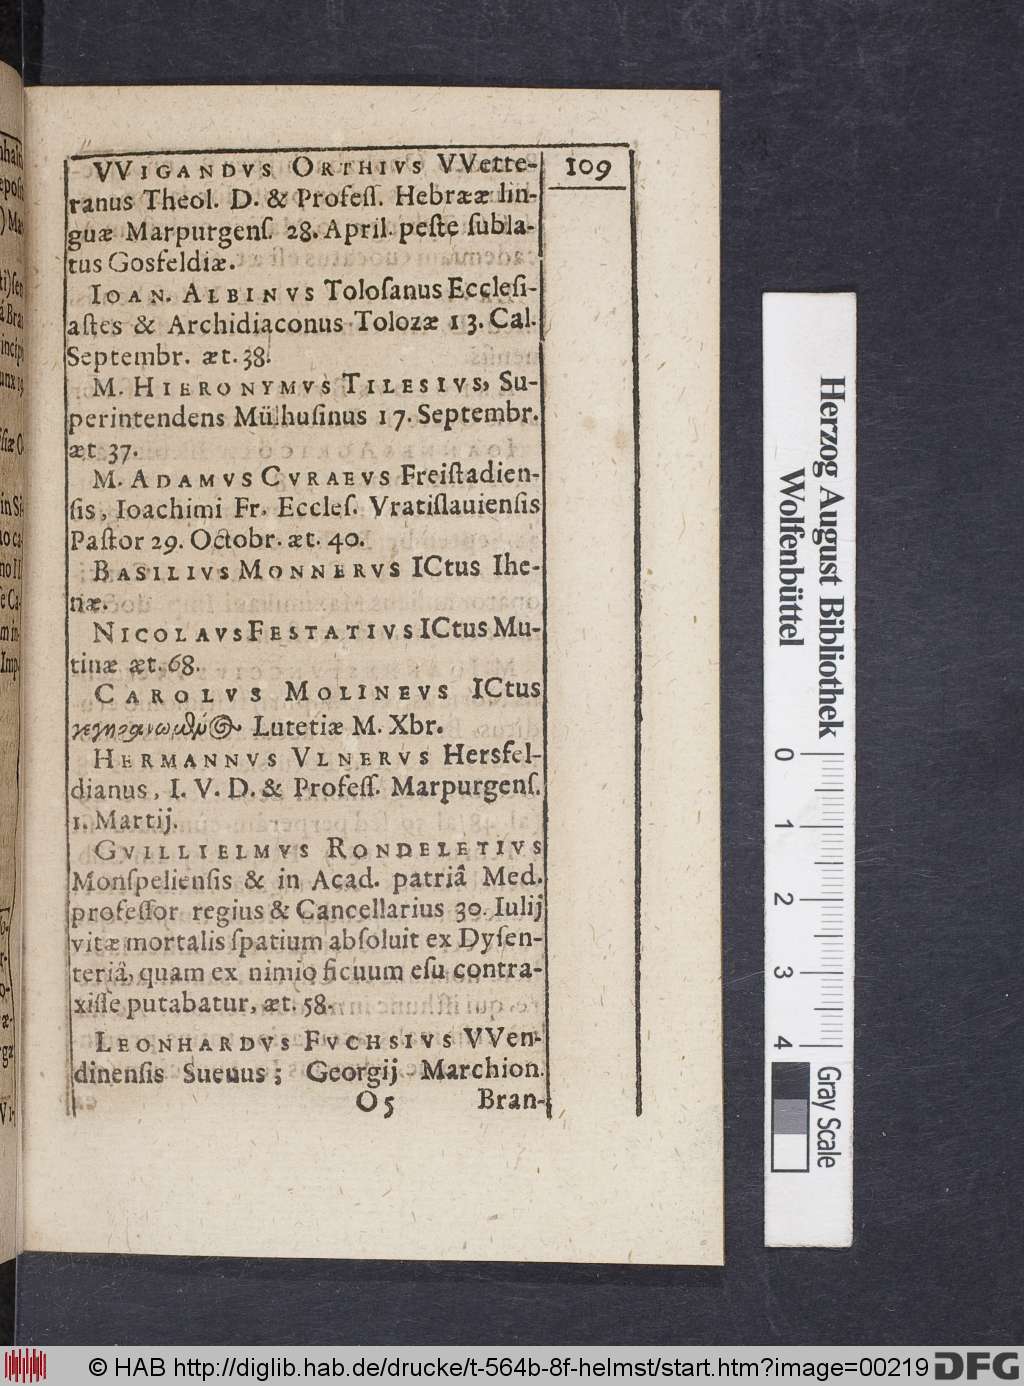 109
VVIGANDVS ORTHIVS VVette-
ranus Theol. D. & Profeſſ. Hebrææ lin-
guæ Marpurgenſ. 28. April. peſte ſubla-
tus Gosfeldiæ.
IOAN. ALBINVS Toloſanus Eccleſi-
aſtes & Archidiaconus Tolozæ 13. Cal.
Septembr. æt. 38.
M. HIERONYMVS TILESIVS, Su-
perintendens Mülhuſinus 17. Septembr.
æt 37.
M. ADAMVS CVRAEVS Freiſtadien-
ſis, Ioachimi Fr. Eccleſ. Vratiſlauienſis
Paſtor 29. Octobr. æt. 40.
BASILIVS MONNERVS ICtus Ihe-
næ.
NICOLAVS FESTATIVS ICtus Mu-
tinæ æt. 68.
CAROLVS MOLINEVS ICtus
Lutetiæ M. Xbr.
HERMANNVS VLNERVS Hersfel-
dianus, I. V. D. & Profeſſ. Marpurgenſ.
1. Martij.
GVILLIELMVS RONDELETIVS
Monſpelienſis & in Acad. patriâ Med.
profeſſor regius & Cancellarius 30. Iulij
vitæ mortalis ſpatium abſoluit ex Dyſen-
teriâ, quam ex nimio ficuum eſu contra-
xiſſe putabatur, æt. 58.
LEONHARDVS FVCHSIVS VVen-
dinenſis Sueuus; Georgij Marchion.
O 5 Bran-
Herzog August Bibliothek
Wolfenbüttel
0 1 2 3 4
Gray Scale
© HAB http://diglib.hab.de/drucke/t-564b-8f-helmst/start.htm?image=00219
DFG